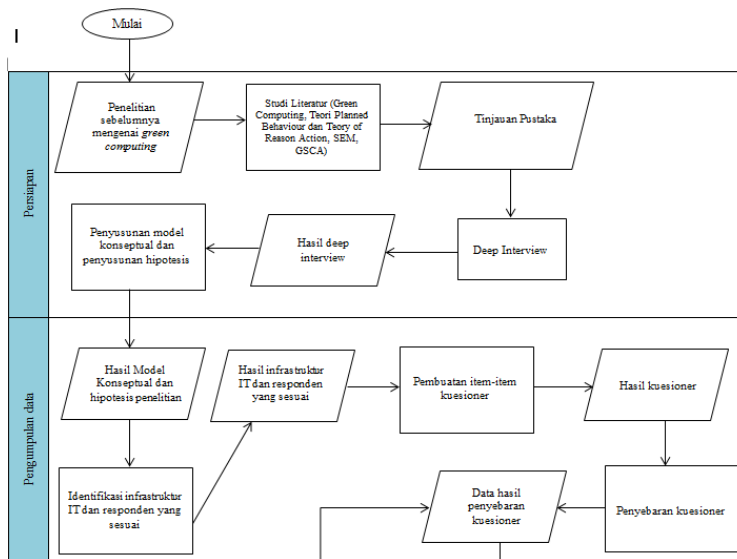 Mulai
I
Persiapan
Penelitian
sebelumnya
mengenai green
computing
Studi Literatur (Green
Computing, Teori Planned
Behaviour dan Teory of
Reason Action, SEM,
GSCA)
Tinjauan Pustaka
Deep Interview
Hasil deep
interview
Penyusunan model
konseptual dan
penyusunan hipotesis
Pengumpulan data
Hasil Model
Konseptual dan
hipotesis penelitian
Identifikasi infrastruktur
IT dan responden yang
sesuai
Hasil infrastruktur
IT dan responden
yang sesuai
Pembuatan item-item
kuesioner
Hasil kuesioner
Penyebaran kuesioner
Data hasil
penyebaran
kuesioner